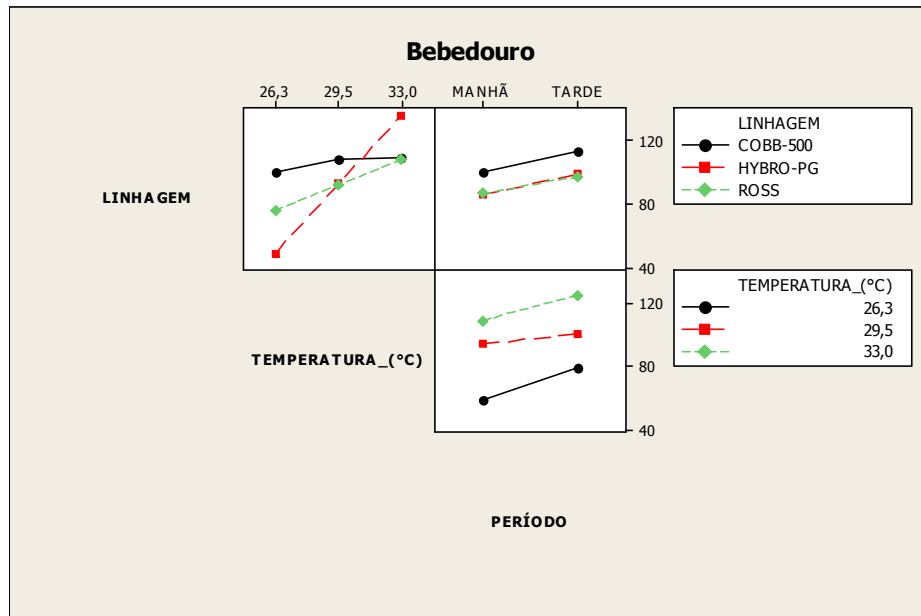 Bebedouro
26,3 29,5 33,0 MANHÃ TARDE
LINHAGEM
120
80
40
LINHAGEM
COBB-500
HYBRO-PG
ROSS
TEMPERATURA_(°C)
120
80
40
TEMPERATURA_(°C)
26,3
29,5
33,0
PERÍODO